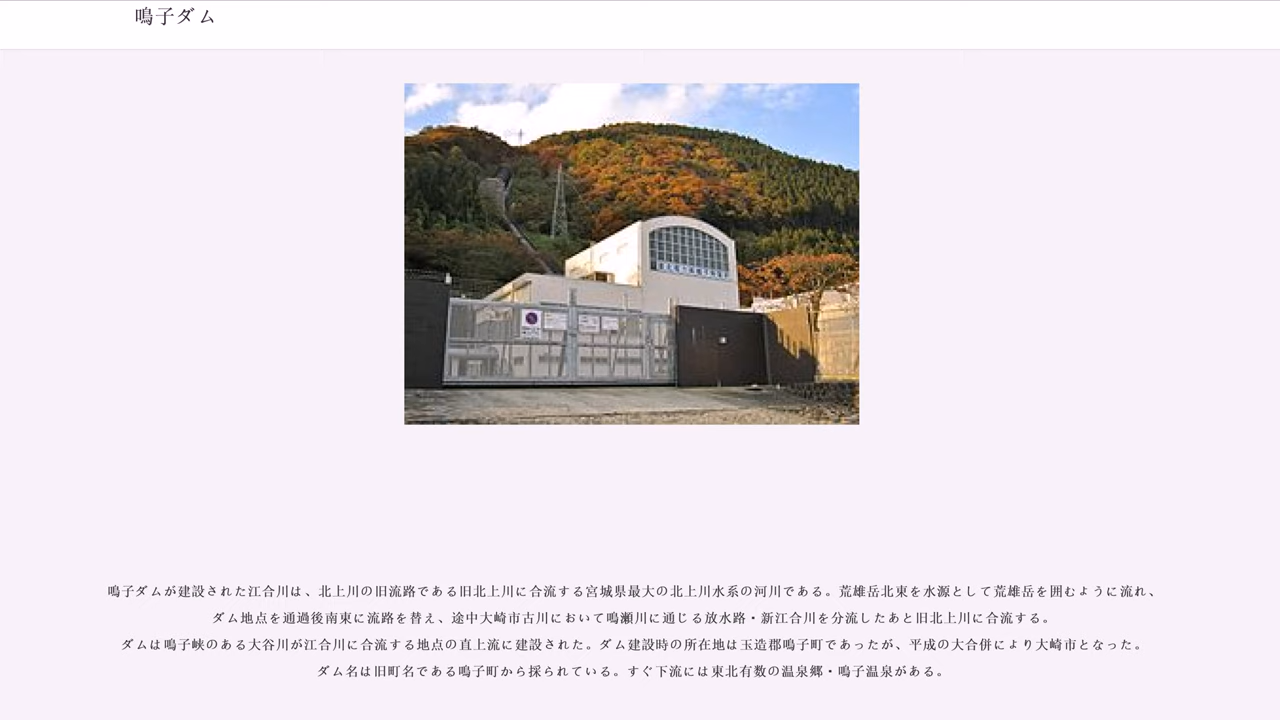 鳴子ダム
鳴子ダムが建設された江合川は、北上川の旧流路である旧北上川に合流する宮城県最大の北上川水系の河川である。荒雄岳北東を水源として荒雄岳を囲むように流れ、
ダム地点を通過後南東に流路を替え、途中大崎市古川において鳴瀬川に通じる放水路・新江合川を分流したあと旧北上川に合流する。
ダムは鳴子峡のある大谷川が江合川に合流する地点の直上流に建設された。ダム建設時の所在地は玉造郡鳴子町であったが、平成の大合併により大崎市となった。
ダム名は旧町名である鳴子町から採られている。すぐ下流には東北有数の温泉郷・鳴子温泉がある。